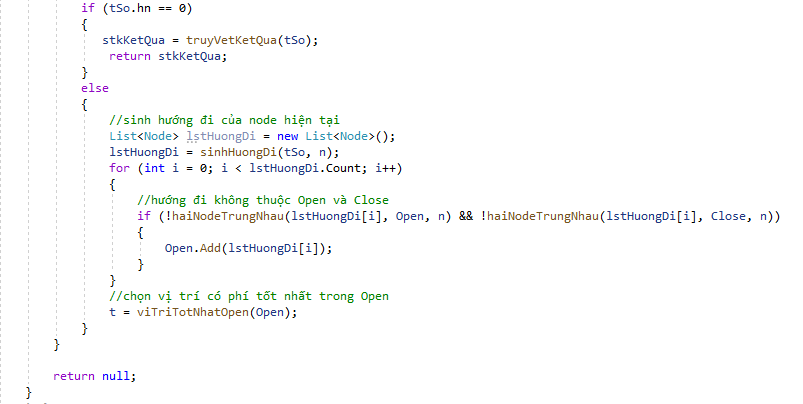 if (tSo.hn == 0)
{
stkKetQua = truyVetKetQua(tSo);
return stkKetQua;
}
else
{
//sinh hướng đi của node hiện tại
List<Node> lstHuongDi = new List<Node>();
lstHuongDi = sinhHuongDi(tSo, n);
for (int i = 0; i < lstHuongDi.Count; i++)
{
//hướng đi không thuộc Open và Close
if (!haiNodeTrungNhau(lstHuongDi[i], Open, n) && !haiNodeTrungNhau(lstHuongDi[i], Close, n))
{
Open.Add(lstHuongDi[i]);
}
}
//chọn vị trí có phí tốt nhất trong Open
t = viTriTotNhatOpen(Open);
}
}
return null;
}